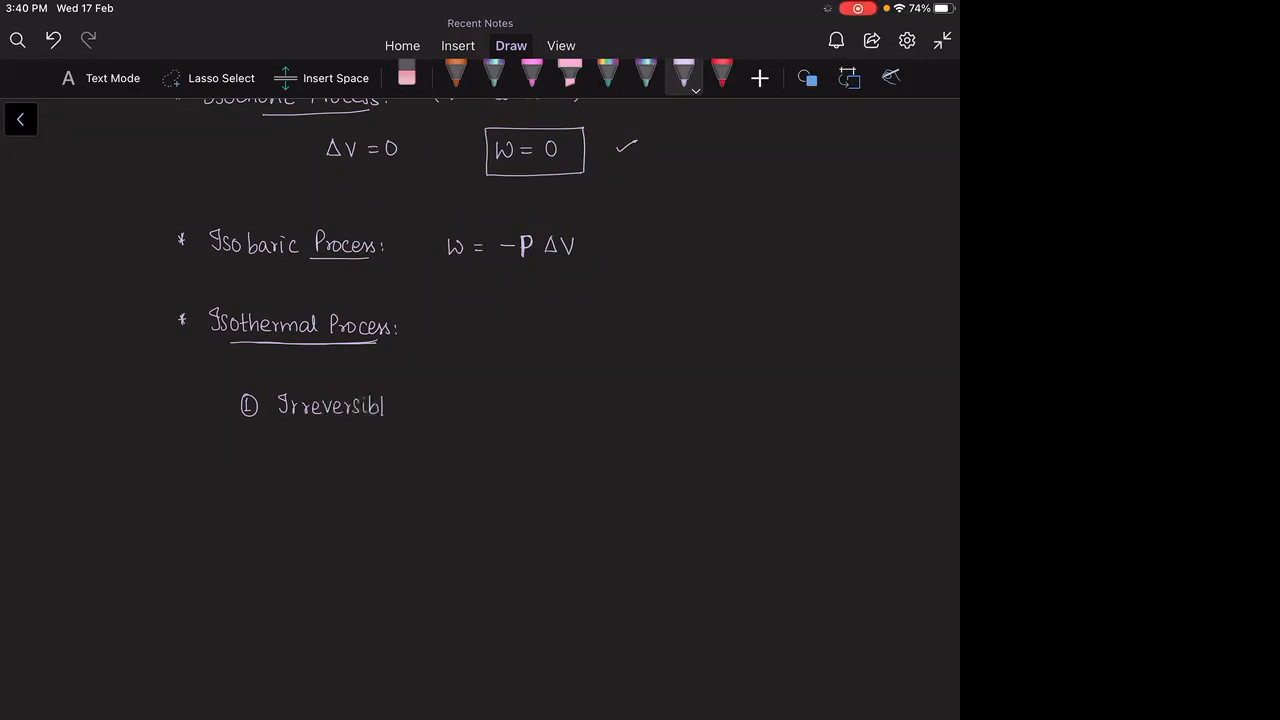 3:40 PM Wed 17 Feb
74%
Recent Notes
Home Insert Draw View
A Text Mode Lasso Select Insert Space
Process:
ΔV = 0 W = 0 ✓
* Isobaric Process: W = -P ΔV
* Isothermal Process:
① Irreversibl